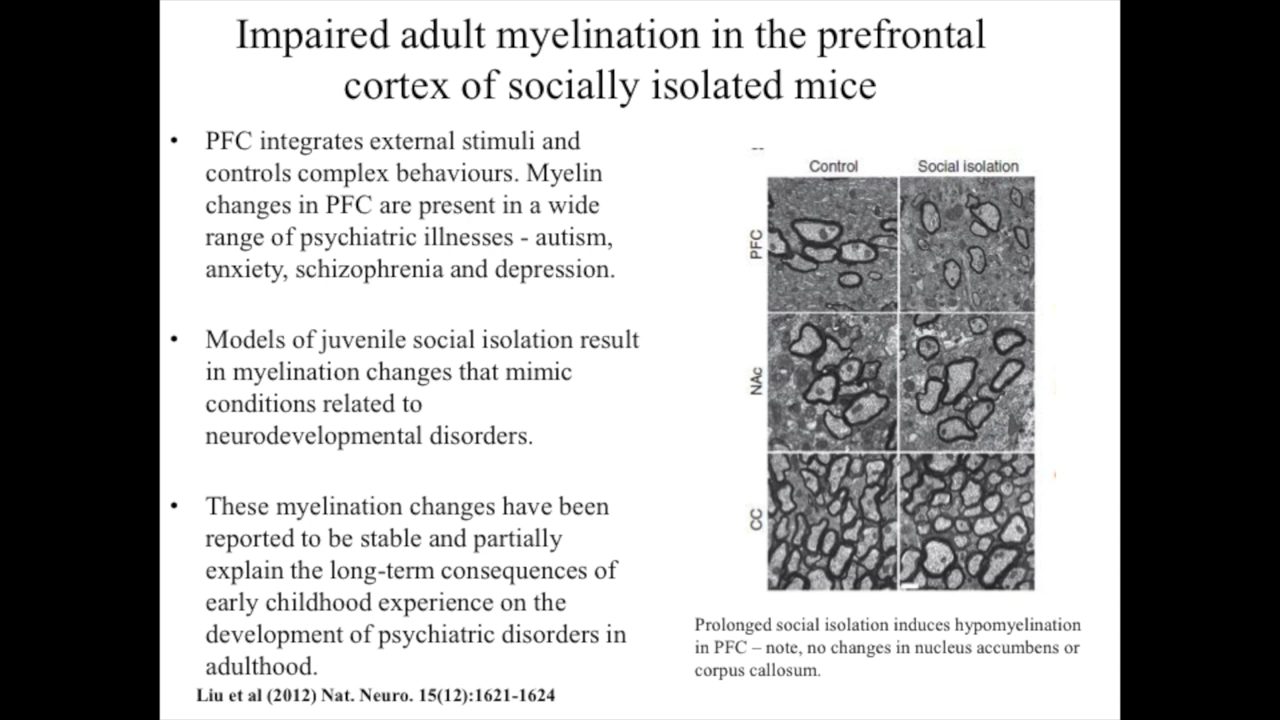 Impaired adult myelination in the prefrontal
cortex of socially isolated mice
• PFC integrates external stimuli and
controls complex behaviours. Myelin
changes in PFC are present in a wide
range of psychiatric illnesses - autism,
anxiety, schizophrenia and depression.
• Models of juvenile social isolation result
in myelination changes that mimic
conditions related to
neurodevelopmental disorders.
• These myelination changes have been
reported to be stable and partially
explain the long-term consequences of
early childhood experience on the
development of psychiatric disorders in
adulthood.
Liu et al (2012) Nat. Neuro. 15(12):1621-1624
Control
Social isolation
PFC
NAc
CC
Prolonged social isolation induces hypomyelination
in PFC – note, no changes in nucleus accumbens or
corpus callosum.